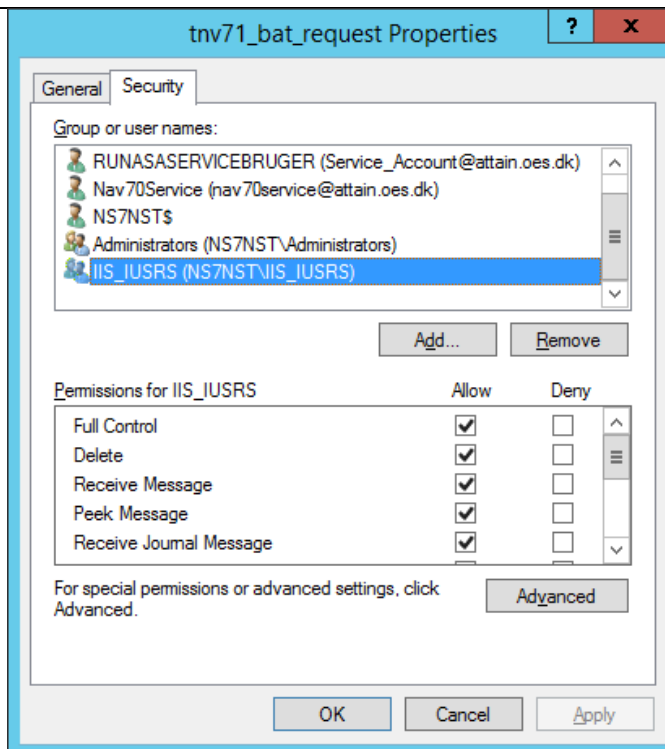 tnv71_bat_request Properties
? x
General Security
Group or user names:
RUNASASERVICEBRUGER (Service_Account@attain.oes.dk)
Nav70Service (nav70service@attain.oes.dk)
NS7NST$
Administrators (NS7NST\Administrators)
IIS_IUSRS (NS7NST\IIS_IUSRS)
Add... Remove
Permissions for IIS_IUSRS Allow Deny
Full Control
Delete
Receive Message
Peek Message
Receive Journal Message
For special permissions or advanced settings, click Advanced.
Advanced
OK Cancel Apply